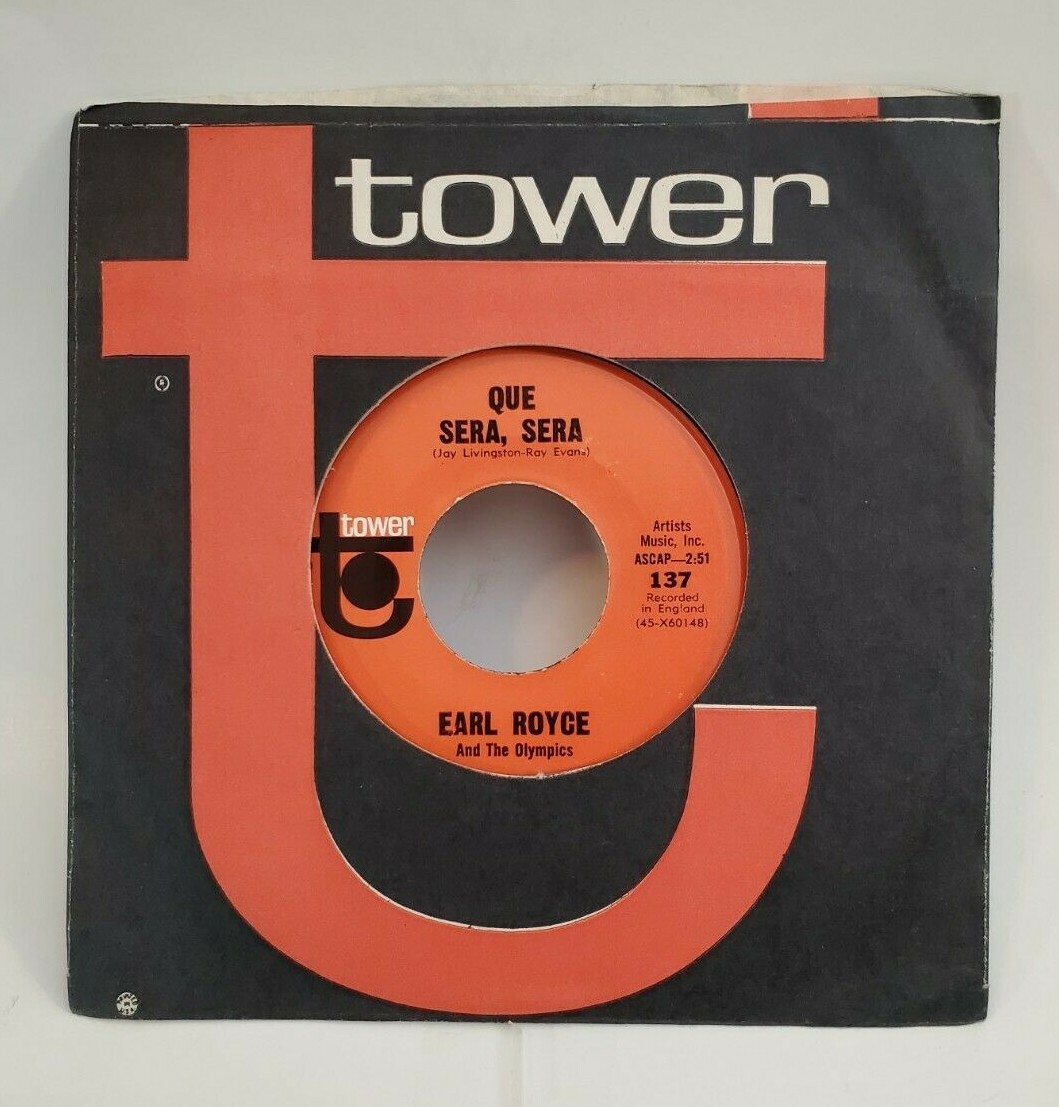 tower
QUE
SERA, SERA
(Jay Livingston-Ray Evans)
tower
Artists
Music, Inc.
ASCAP—2:51
137
Recorded
in England
(45-X60148)
EARL ROYCE
And The Olympics